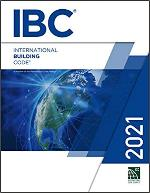 IBC®
INTERNATIONAL
BUILDING
CODE®
2021